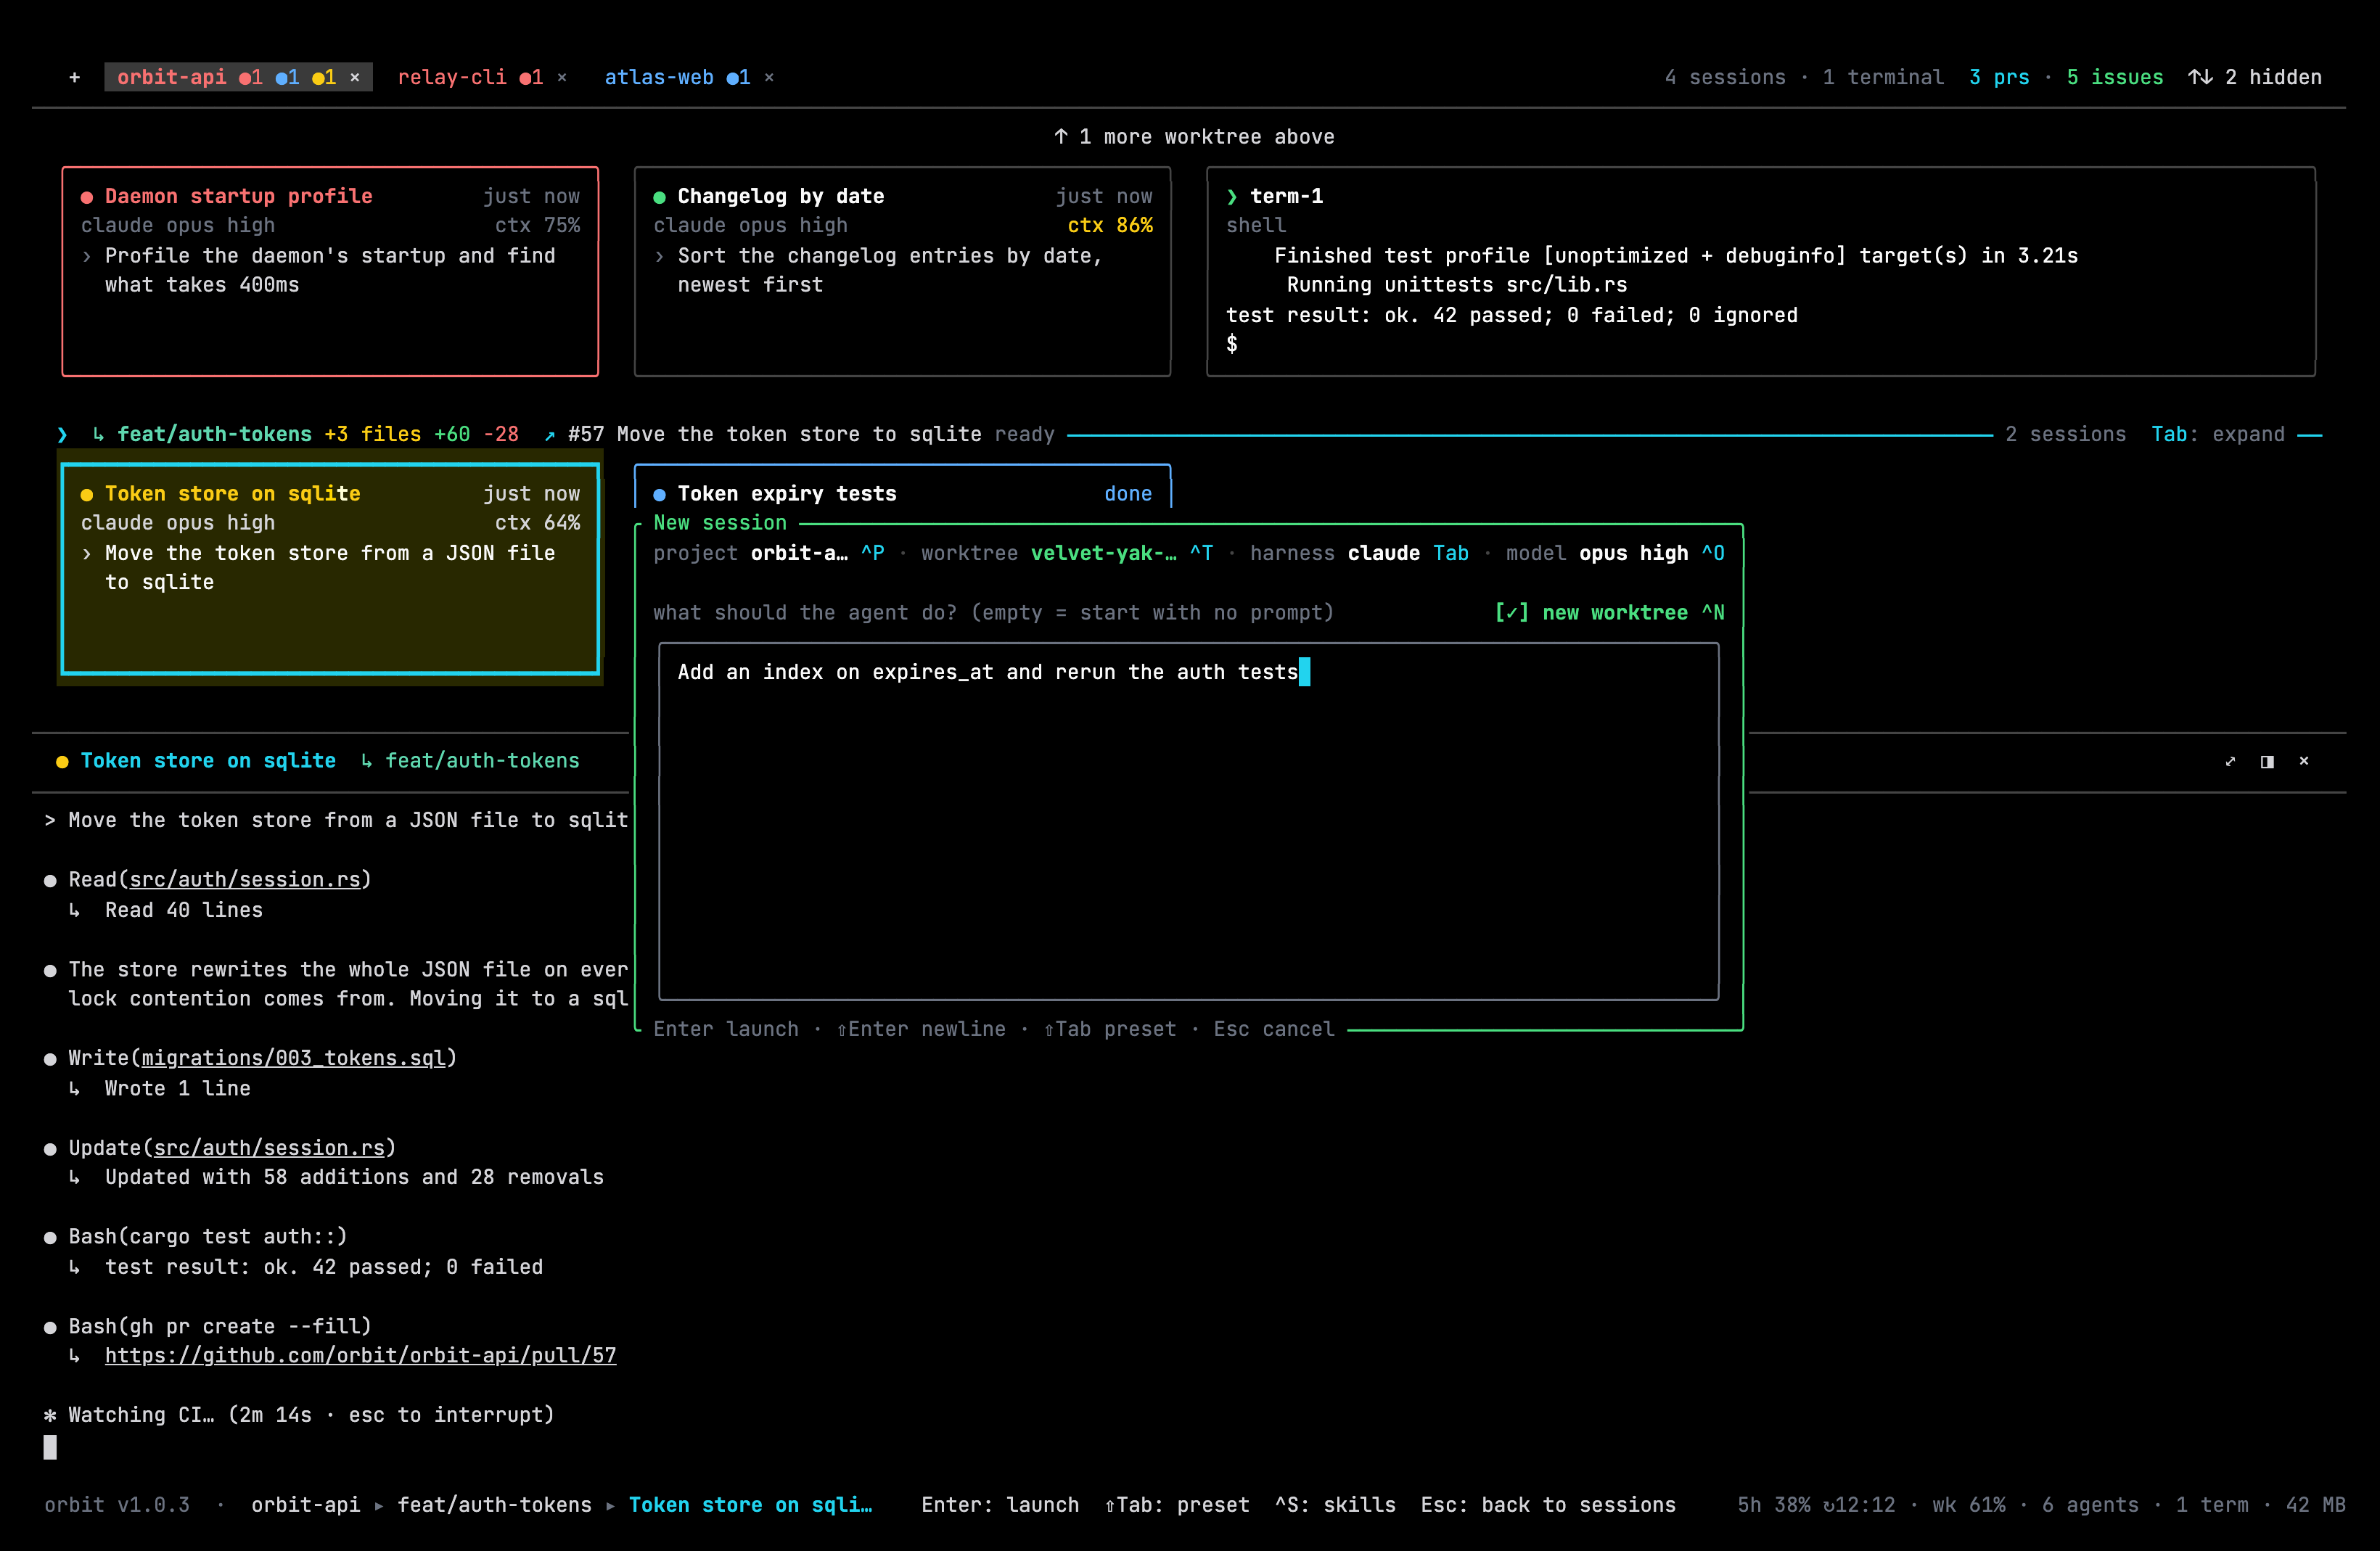 + orbit-api ●1 ●1 ●1 × relay-cli ●1 × atlas-web ●1 × 4 sessions · 1 terminal 3 prs · 5 issues ↑↓ 2 hidden
↑ 1 more worktree above
● Daemon startup profile just now
claude opus high ctx 75%
› Profile the daemon's startup and find
what takes 400ms
● Changelog by date just now
claude opus high ctx 86%
› Sort the changelog entries by date,
newest first
❯ term-1
shell
Finished test profile [unoptimized + debuginfo] target(s) in 3.21s
Running unittests src/lib.rs
test result: ok. 42 passed; 0 failed; 0 ignored
$
❯ ↳ feat/auth-tokens +3 files +60 -28 ↗ #57 Move the token store to sqlite ready 2 sessions Tab: expand
● Token store on sqlite just now
claude opus high ctx 64%
› Move the token store from a JSON file
to sqlite
● Token expiry tests done
New session
project orbit-a… ^P · worktree velvet-yak-… ^T · harness claude Tab · model opus high ^O
what should the agent do? (empty = start with no prompt) [✓] new worktree ^N
Add an index on expires_at and rerun the auth tests
Enter launch · ⇧Enter newline · ⇧Tab preset · Esc cancel
● Token store on sqlite ↳ feat/auth-tokens ⤢ ◨ ×
> Move the token store from a JSON file to sqlit
● Read(src/auth/session.rs)
↳ Read 40 lines
● The store rewrites the whole JSON file on ever
lock contention comes from. Moving it to a sql
● Write(migrations/003_tokens.sql)
↳ Wrote 1 line
● Update(src/auth/session.rs)
↳ Updated with 58 additions and 28 removals
● Bash(cargo test auth::)
↳ test result: ok. 42 passed; 0 failed
● Bash(gh pr create --fill)
↳ https://github.com/orbit/orbit-api/pull/57
✻ Watching CI… (2m 14s · esc to interrupt)
orbit v1.0.3 · orbit-api ▸ feat/auth-tokens ▸ Token store on sqli… Enter: launch ⇧Tab: preset ^S: skills Esc: back to sessions 5h 38% ↻12:12 · wk 61% · 6 agents · 1 term · 42 MB